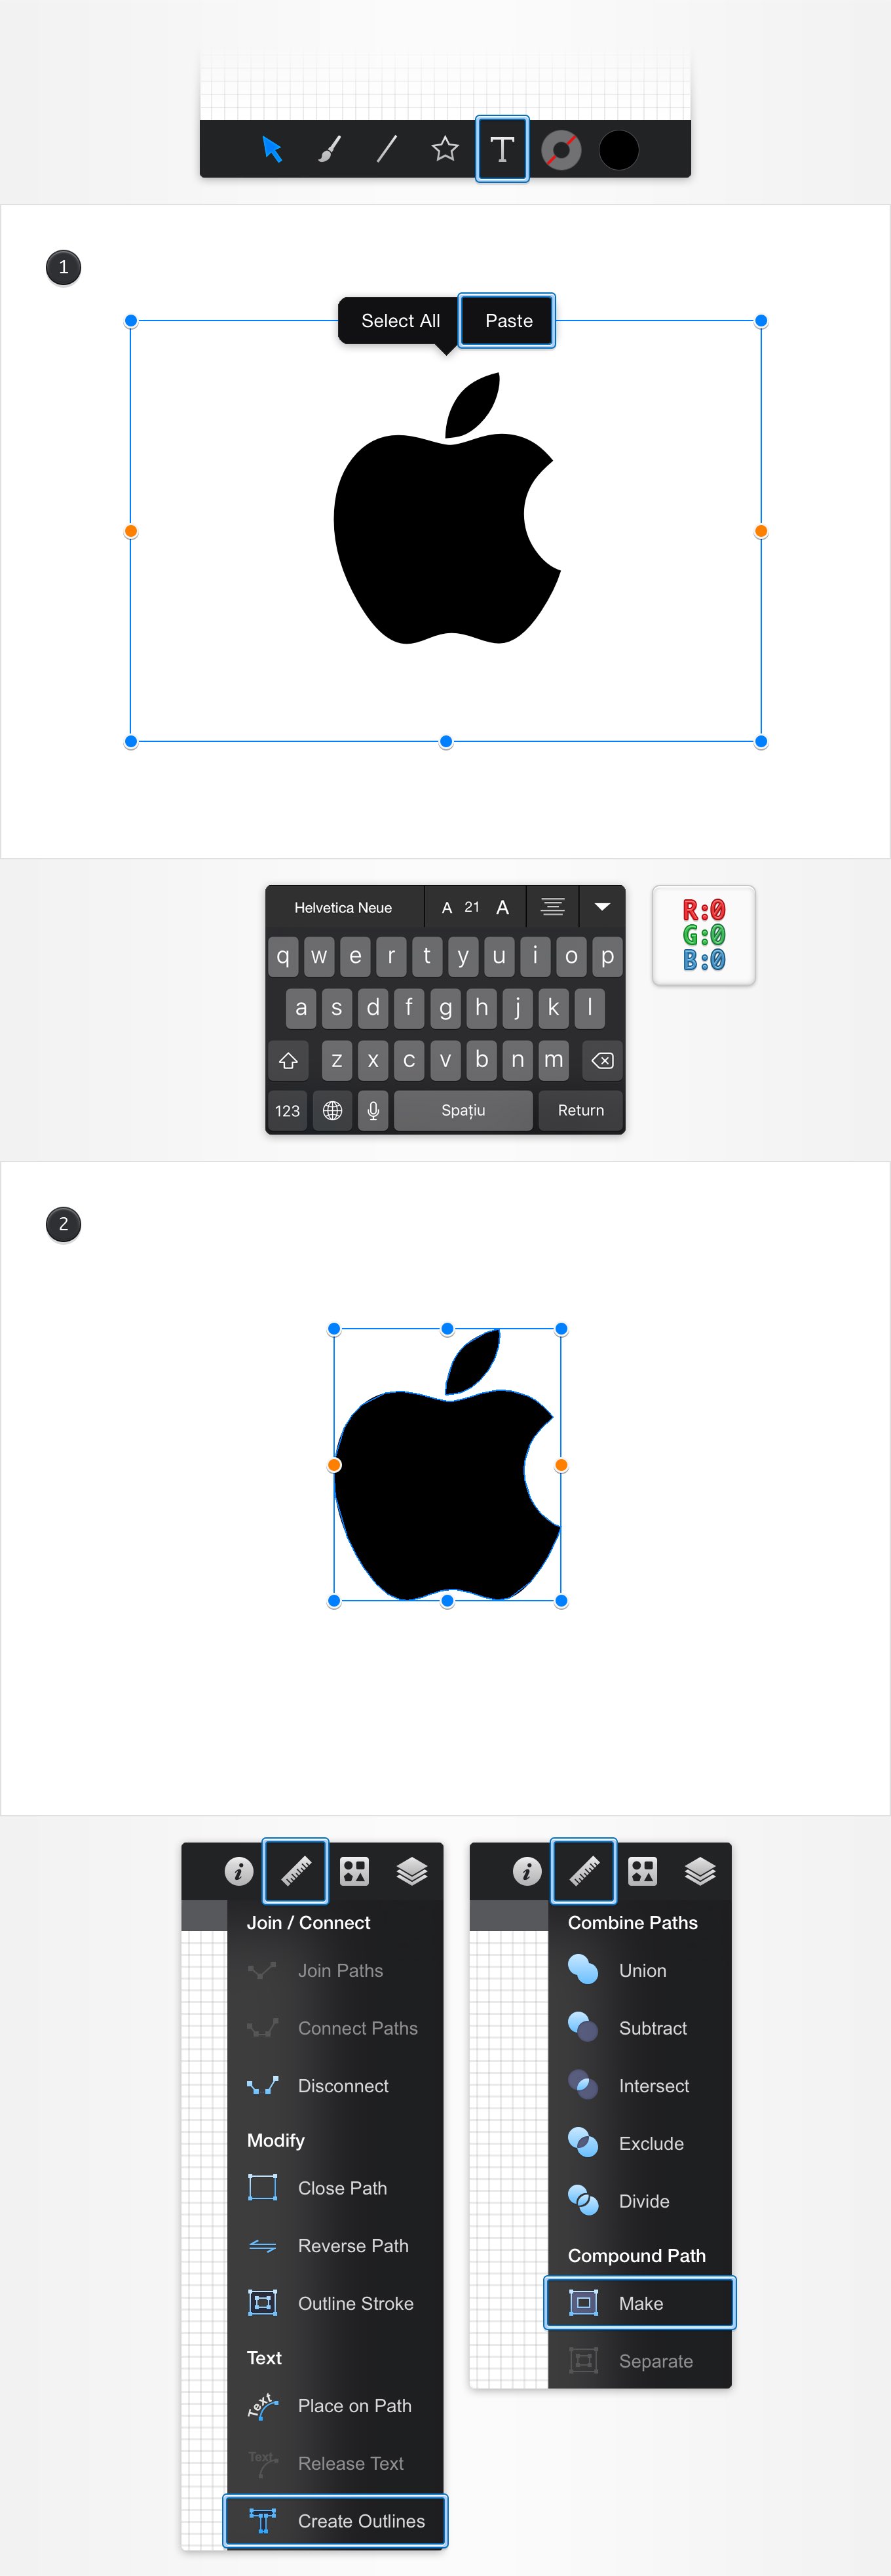 T
1
Select All Paste
Helvetica Neue A 21 A
R:0
G:0
B:0
q w e r t y u i o p
a s d f g h j k l
z x c v b n m
123 Spațiu Return
2
i
Join / Connect
Join Paths
Connect Paths
Disconnect
Modify
Close Path
Reverse Path
Outline Stroke
Text
Text Place on Path
Text Release Text
T Create Outlines
i
Combine Paths
Union
Subtract
Intersect
Exclude
Divide
Compound Path
Make
Separate